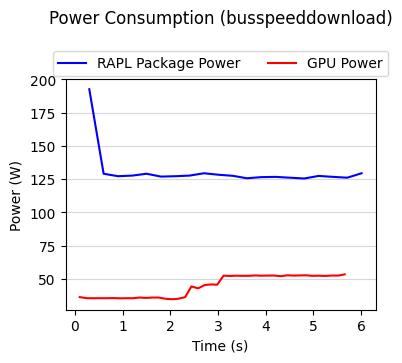 Power Consumption (busspeeddownload)
RAPL Package Power GPU Power
200
175
150
125
100
75
50
Power (W)
0 1 2 3 4 5 6
Time (s)